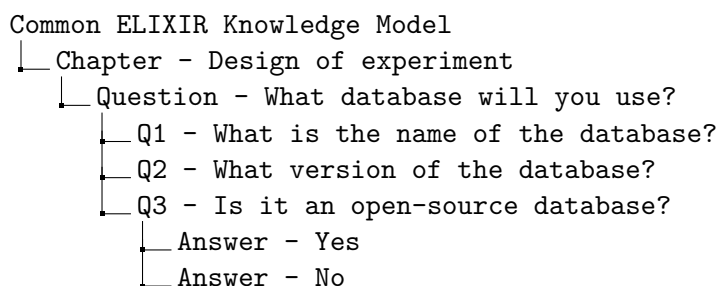 Common ELIXIR Knowledge Model
Chapter - Design of experiment
Question - What database will you use?
Q1 - What is the name of the database?
Q2 - What version of the database?
Q3 - Is it an open-source database?
Answer - Yes
Answer - No